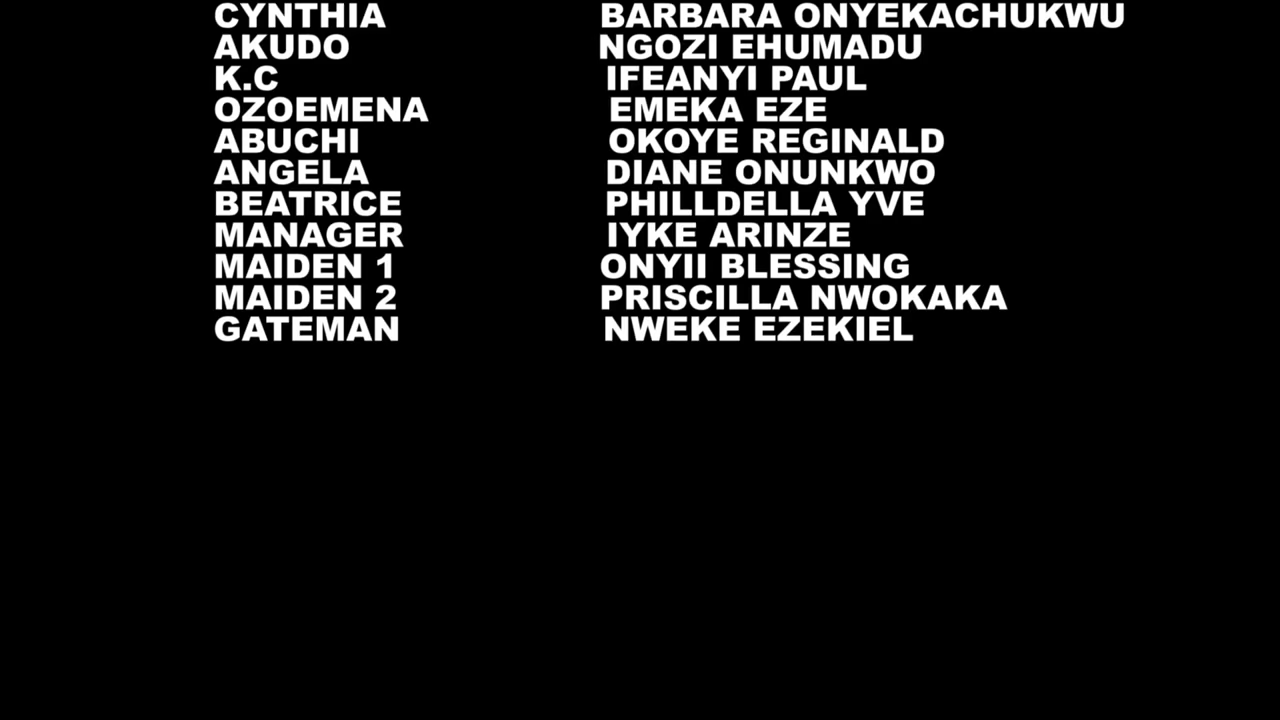 CYNTHIA BARBARA ONYEKACHUKWU
AKUDO NGOZI EHUMADU
K.C IFEANYI PAUL
OZOEMENA EMEKA EZE
ABUCHI OKOYE REGINALD
ANGELA DIANE ONUNKWO
BEATRICE PHILLDELLA YVE
MANAGER IYKE ARINZE
MAIDEN 1 ONYII BLESSING
MAIDEN 2 PRISCILLA NWOKAKA
GATEMAN NWEKE EZEKIEL